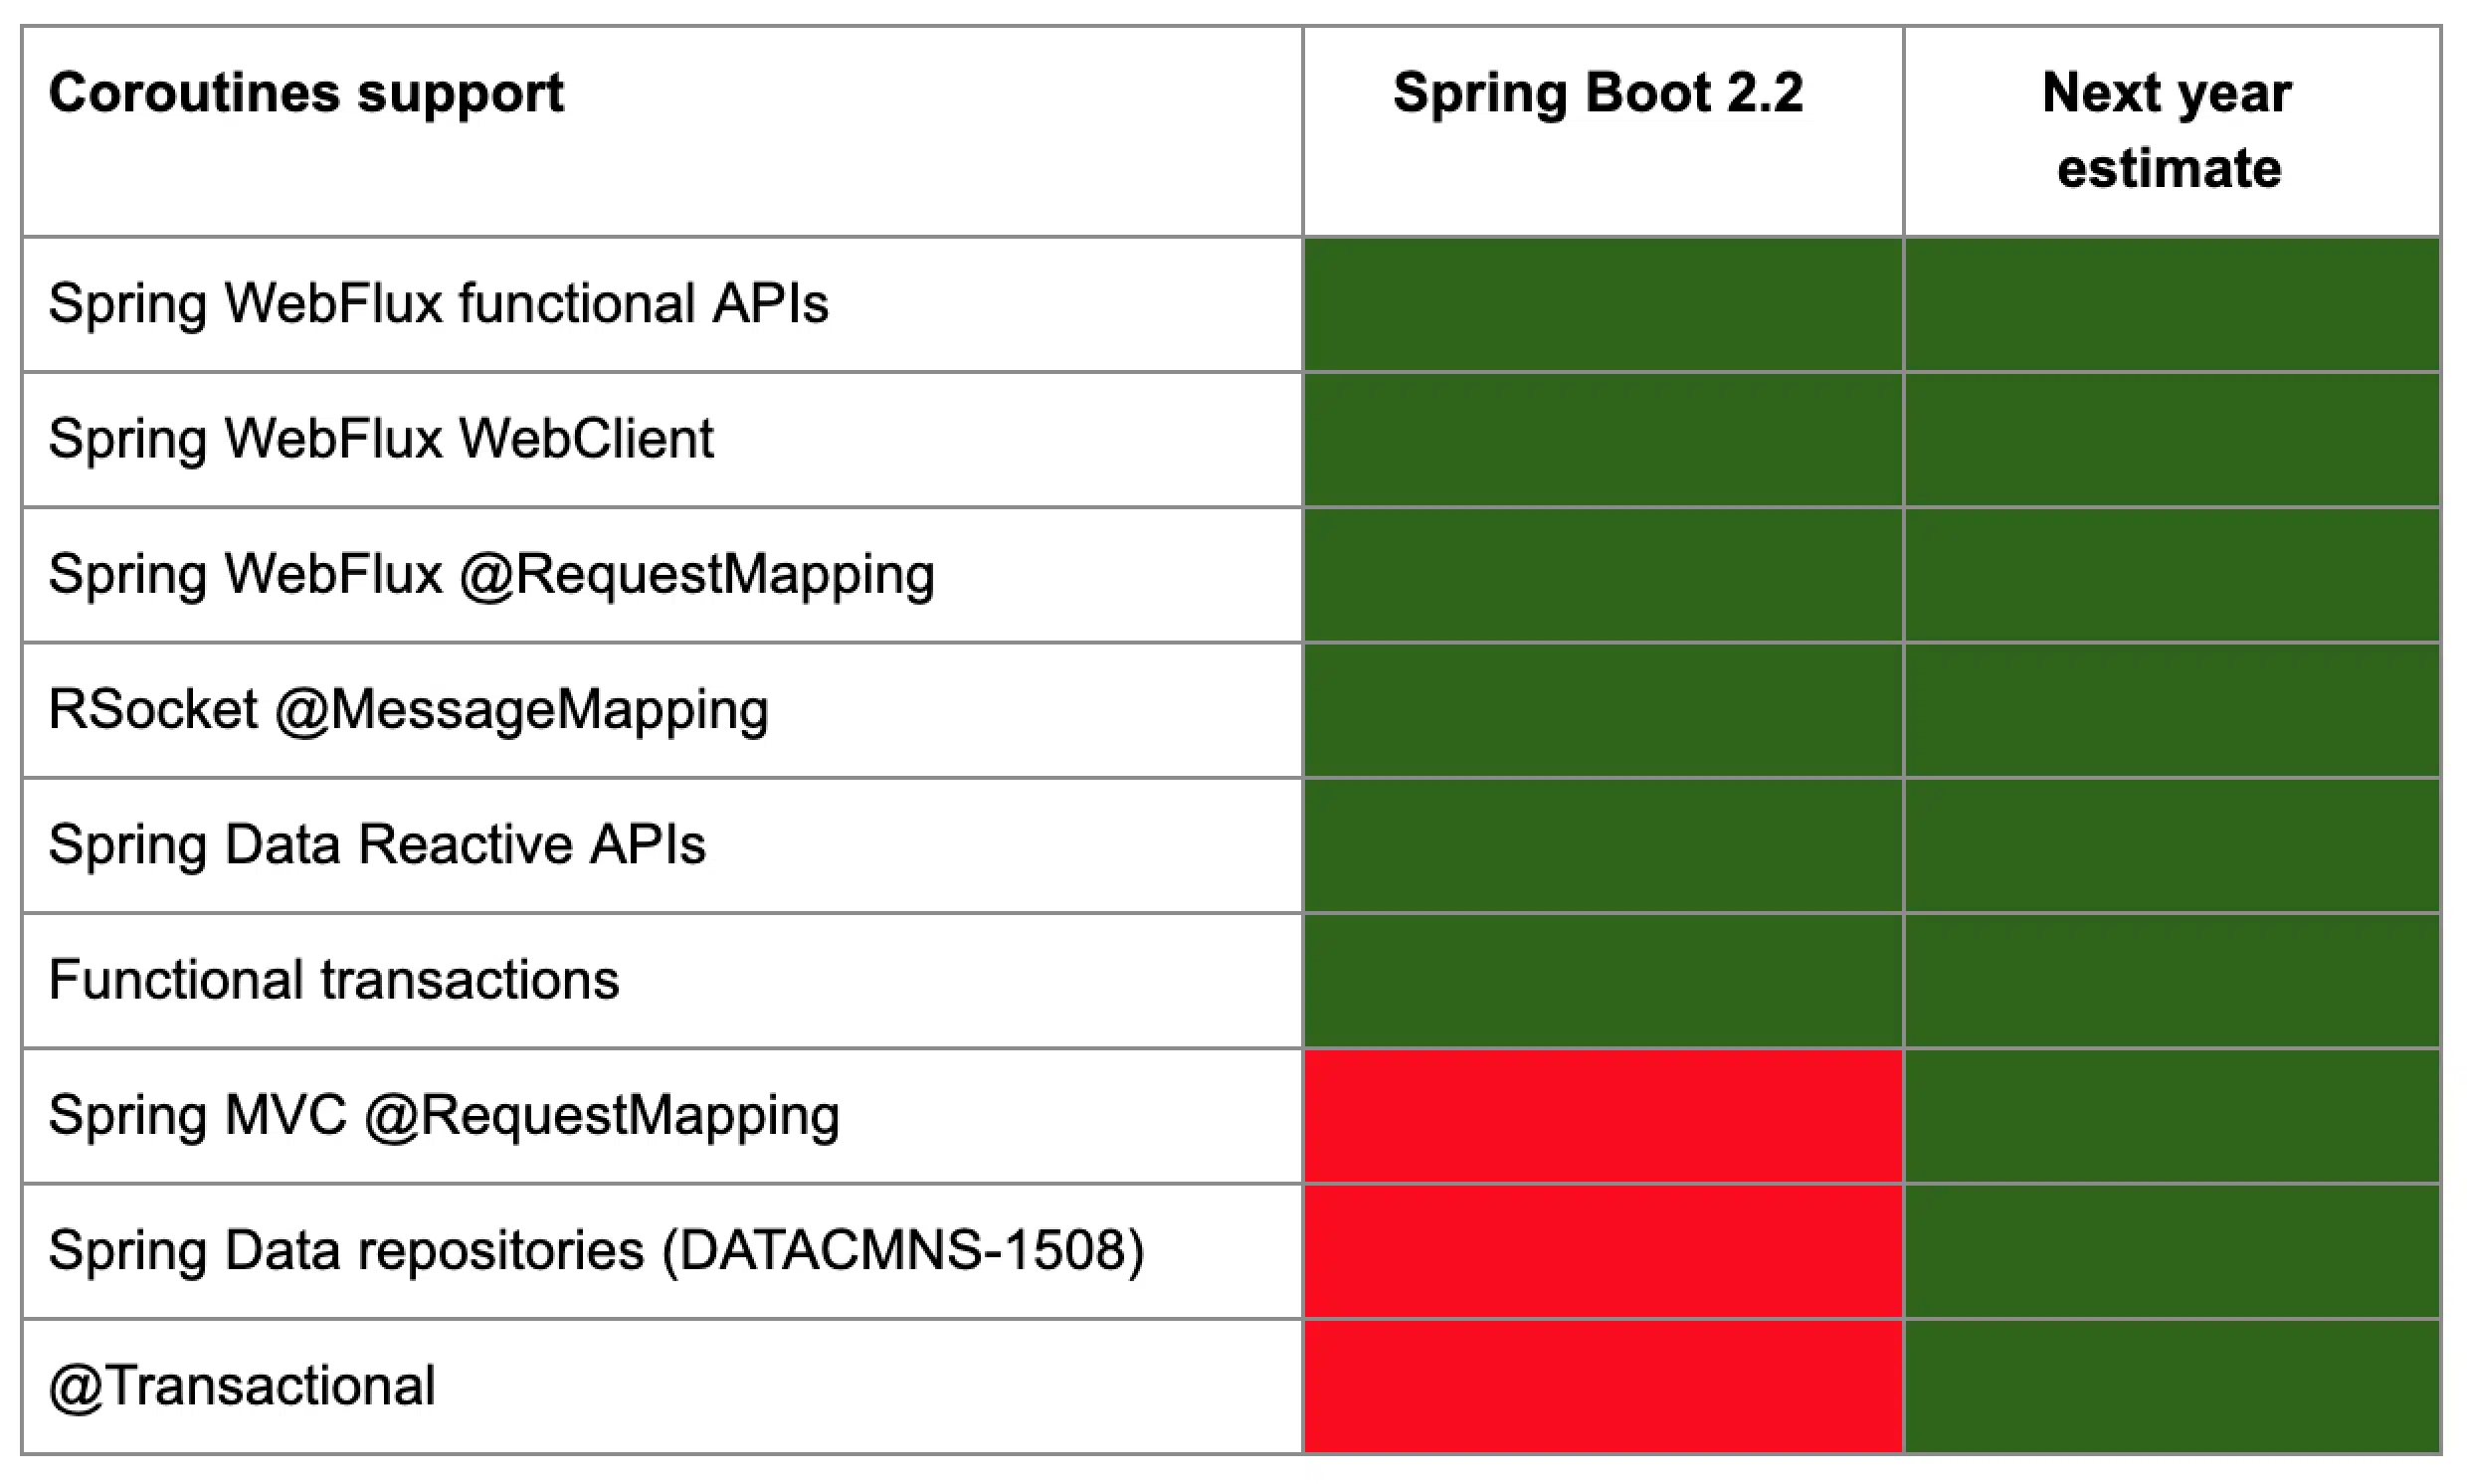 Coroutines support
Spring Boot 2.2
Next year
estimate
Spring WebFlux functional APIs
Spring WebFlux WebClient
Spring WebFlux @RequestMapping
RSocket @MessageMapping
Spring Data Reactive APIs
Functional transactions
Spring MVC @RequestMapping
Spring Data repositories (DATACMNS-1508)
@Transactional